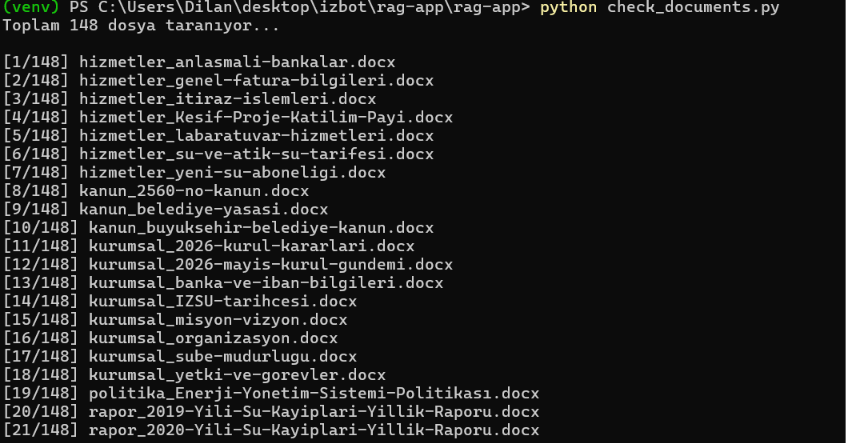 (venv) PS C:\Users\Dilan\desktop\izbot\rag-app\rag-app> python check_documents.py
Toplam 148 dosya taranıyor...
[1/148] hizmetler_anlasmali-bankalar.docx
[2/148] hizmetler_genel-fatura-bilgileri.docx
[3/148] hizmetler_itiraz-islemleri.docx
[4/148] hizmetler_Kesif-Proje-Katilim-Payi.docx
[5/148] hizmetler_labaratuvar-hizmetleri.docx
[6/148] hizmetler_su-ve-atik-su-tarifesi.docx
[7/148] hizmetler_yeni-su-aboneligi.docx
[8/148] kanun_2560-no-kanun.docx
[9/148] kanun_belediye-yasasi.docx
[10/148] kanun_buyuksehir-belediye-kanun.docx
[11/148] kurumsal_2026-kurul-kararlari.docx
[12/148] kurumsal_2026-mayis-kurul-gundemi.docx
[13/148] kurumsal_banka-ve-iban-bilgileri.docx
[14/148] kurumsal_IZSU-tarihcesi.docx
[15/148] kurumsal_misyon-vizyon.docx
[16/148] kurumsal_organizasyon.docx
[17/148] kurumsal_sube-mudurlugu.docx
[18/148] kurumsal_yetki-ve-gorevler.docx
[19/148] politika_Enerji-Yonetim-Sistemi-Politikası.docx
[20/148] rapor_2019-Yili-Su-Kayiplari-Yillik-Raporu.docx
[21/148] rapor_2020-Yili-Su-Kayiplari-Yillik-Raporu.docx